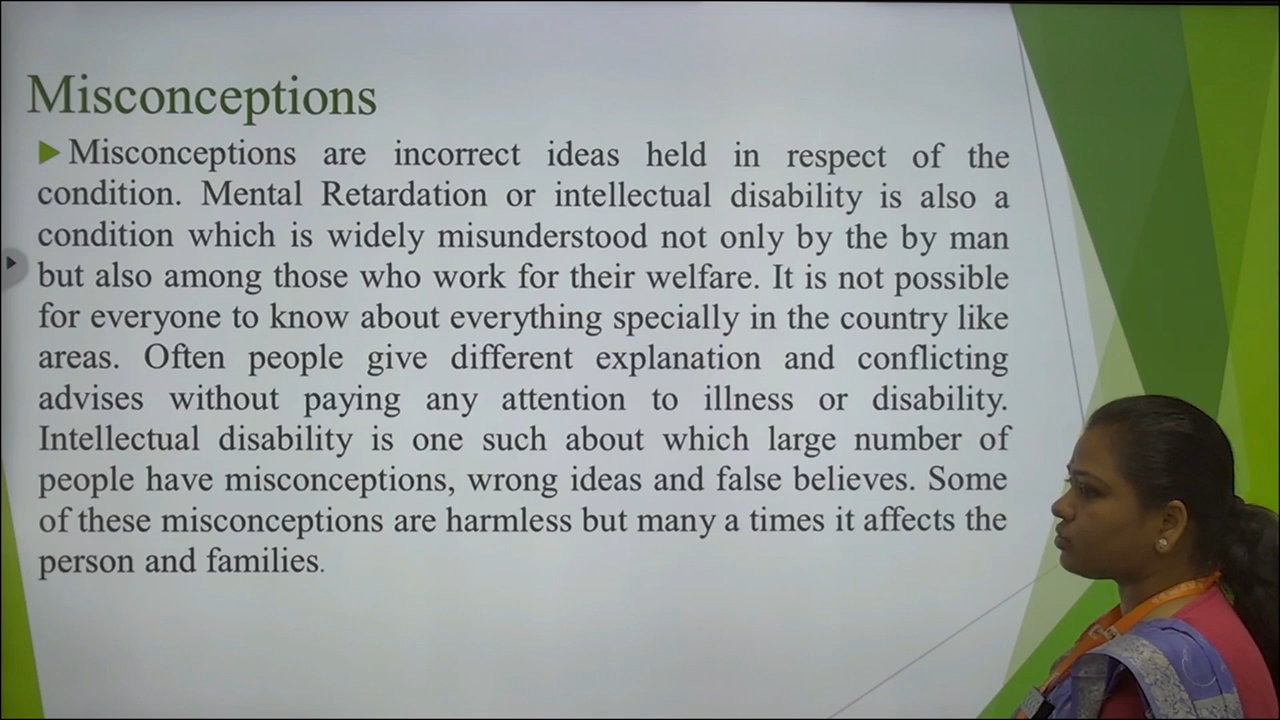 Misconceptions
Misconceptions are incorrect ideas held in respect of the
condition. Mental Retardation or intellectual disability is also a
condition which is widely misunderstood not only by the by man
but also among those who work for their welfare. It is not possible
for everyone to know about everything specially in the country like
areas. Often people give different explanation and conflicting
advises without paying any attention to illness or disability.
Intellectual disability is one such about which large number of
people have misconceptions, wrong ideas and false believes. Some
of these misconceptions are harmless but many a times it affects the
person and families.